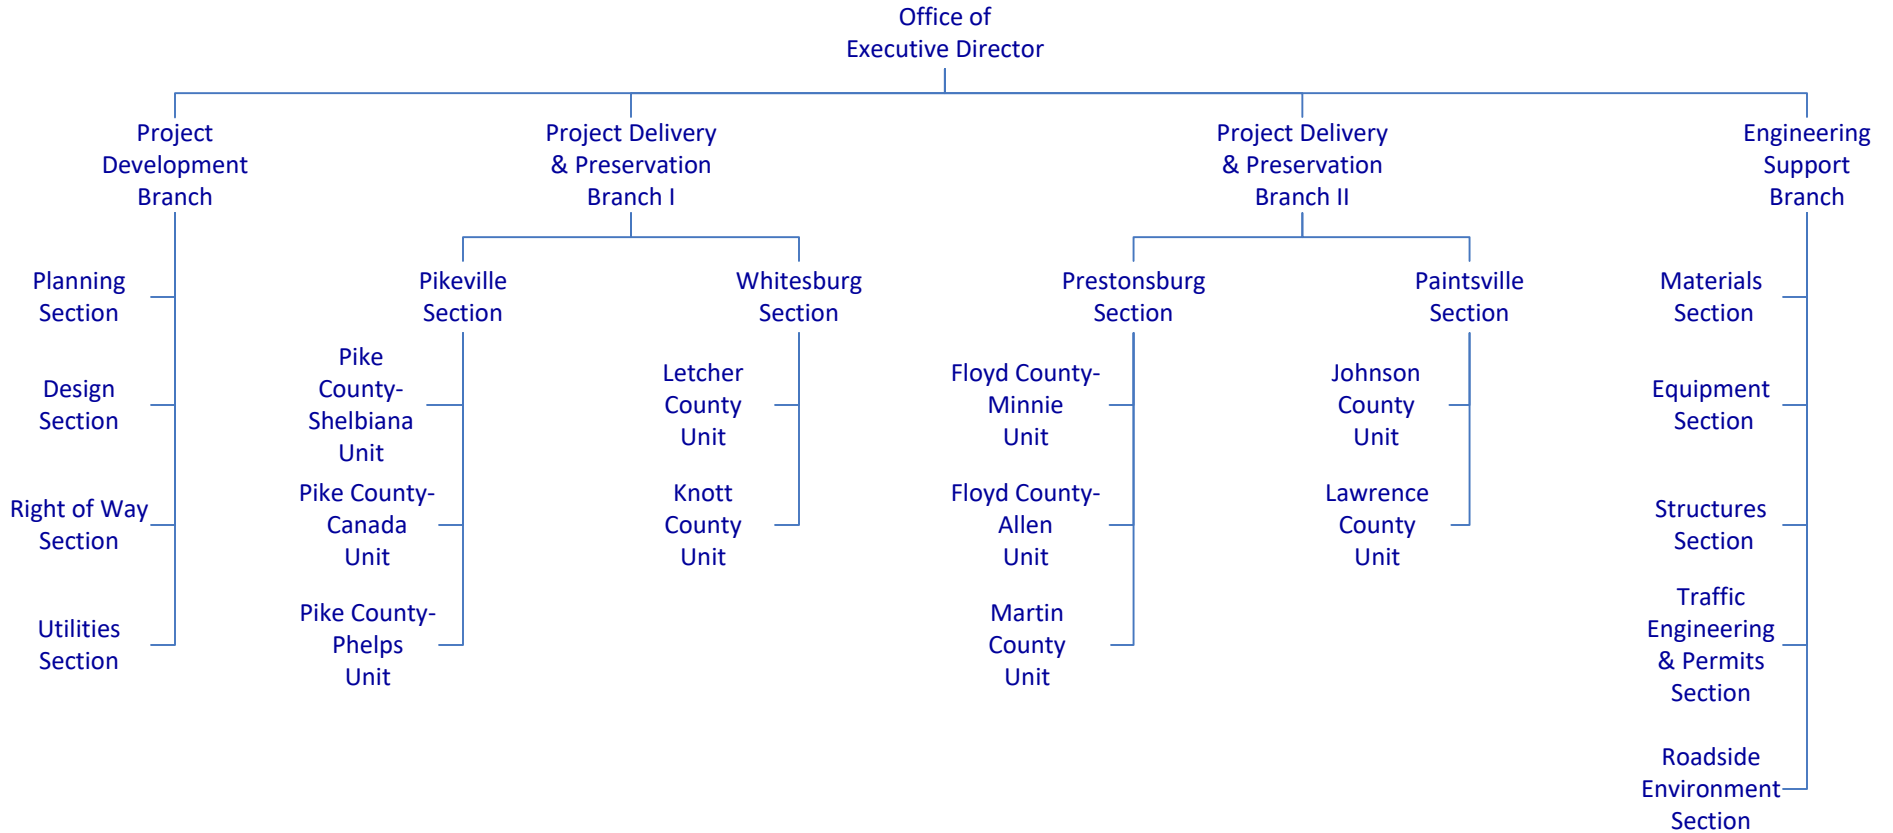 Office of
Executive Director
Project
Development
Branch
Project Delivery
& Preservation
Branch I
Project Delivery
& Preservation
Branch II
Engineering
Support
Branch
Planning
Section
Design
Section
Right of Way
Section
Utilities
Section
Pikeville
Section
Pike
County-
Shelbiana
Unit
Pike County-
Canada
Unit
Pike County-
Phelps
Unit
Whitesburg
Section
Letcher
County
Unit
Knott
County
Unit
Prestonsburg
Section
Floyd County-
Minnie
Unit
Floyd County-
Allen
Unit
Martin
County
Unit
Paintsville
Section
Johnson
County
Unit
Lawrence
County
Unit
Materials
Section
Equipment
Section
Structures
Section
Traffic
Engineering
& Permits
Section
Roadside
Environment
Section